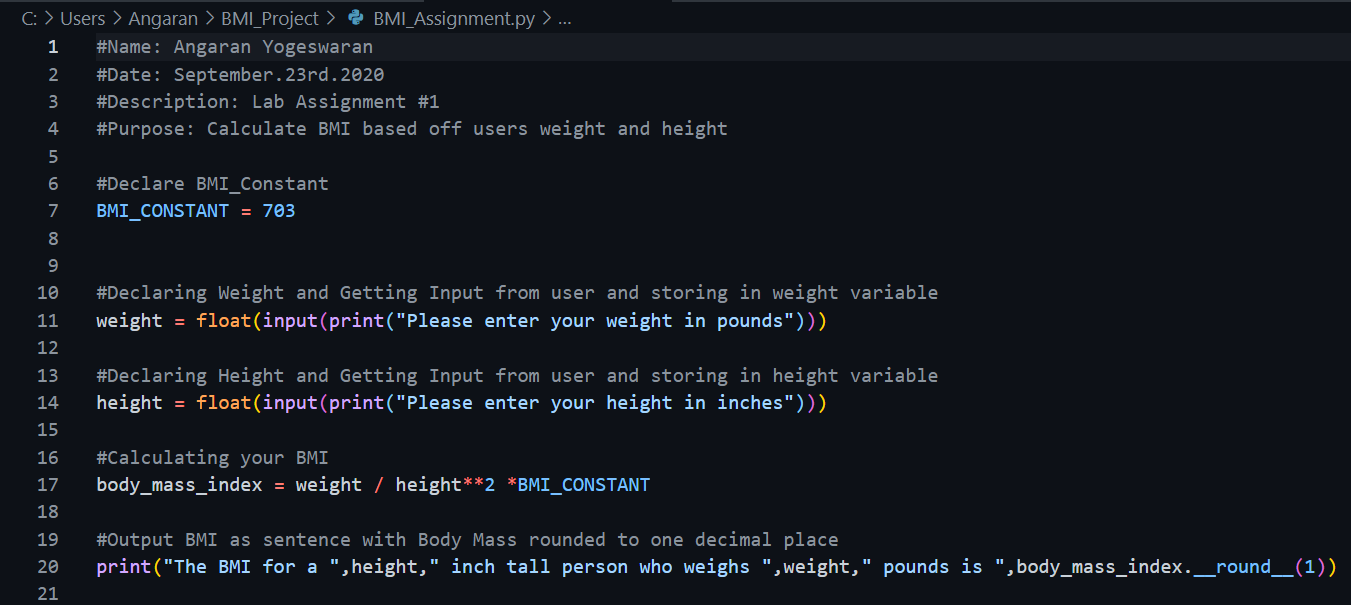 C: > Users > Angaran > BMI_Project > BMI_Assignment.py > ...
1 #Name: Angaran Yogeswaran
2 #Date: September.23rd.2020
3 #Description: Lab Assignment #1
4 #Purpose: Calculate BMI based off users weight and height
5
6 #Declare BMI_Constant
7 BMI_CONSTANT = 703
8
9
10 #Declaring Weight and Getting Input from user and storing in weight variable
11 weight = float(input(print("Please enter your weight in pounds")))
12
13 #Declaring Height and Getting Input from user and storing in height variable
14 height = float(input(print("Please enter your height in inches")))
15
16 #Calculating your BMI
17 body_mass_index = weight / height**2 *BMI_CONSTANT
18
19 #Output BMI as sentence with Body Mass rounded to one decimal place
20 print("The BMI for a ",height," inch tall person who weighs ",weight," pounds is ",body_mass_index.__round__(1))
21